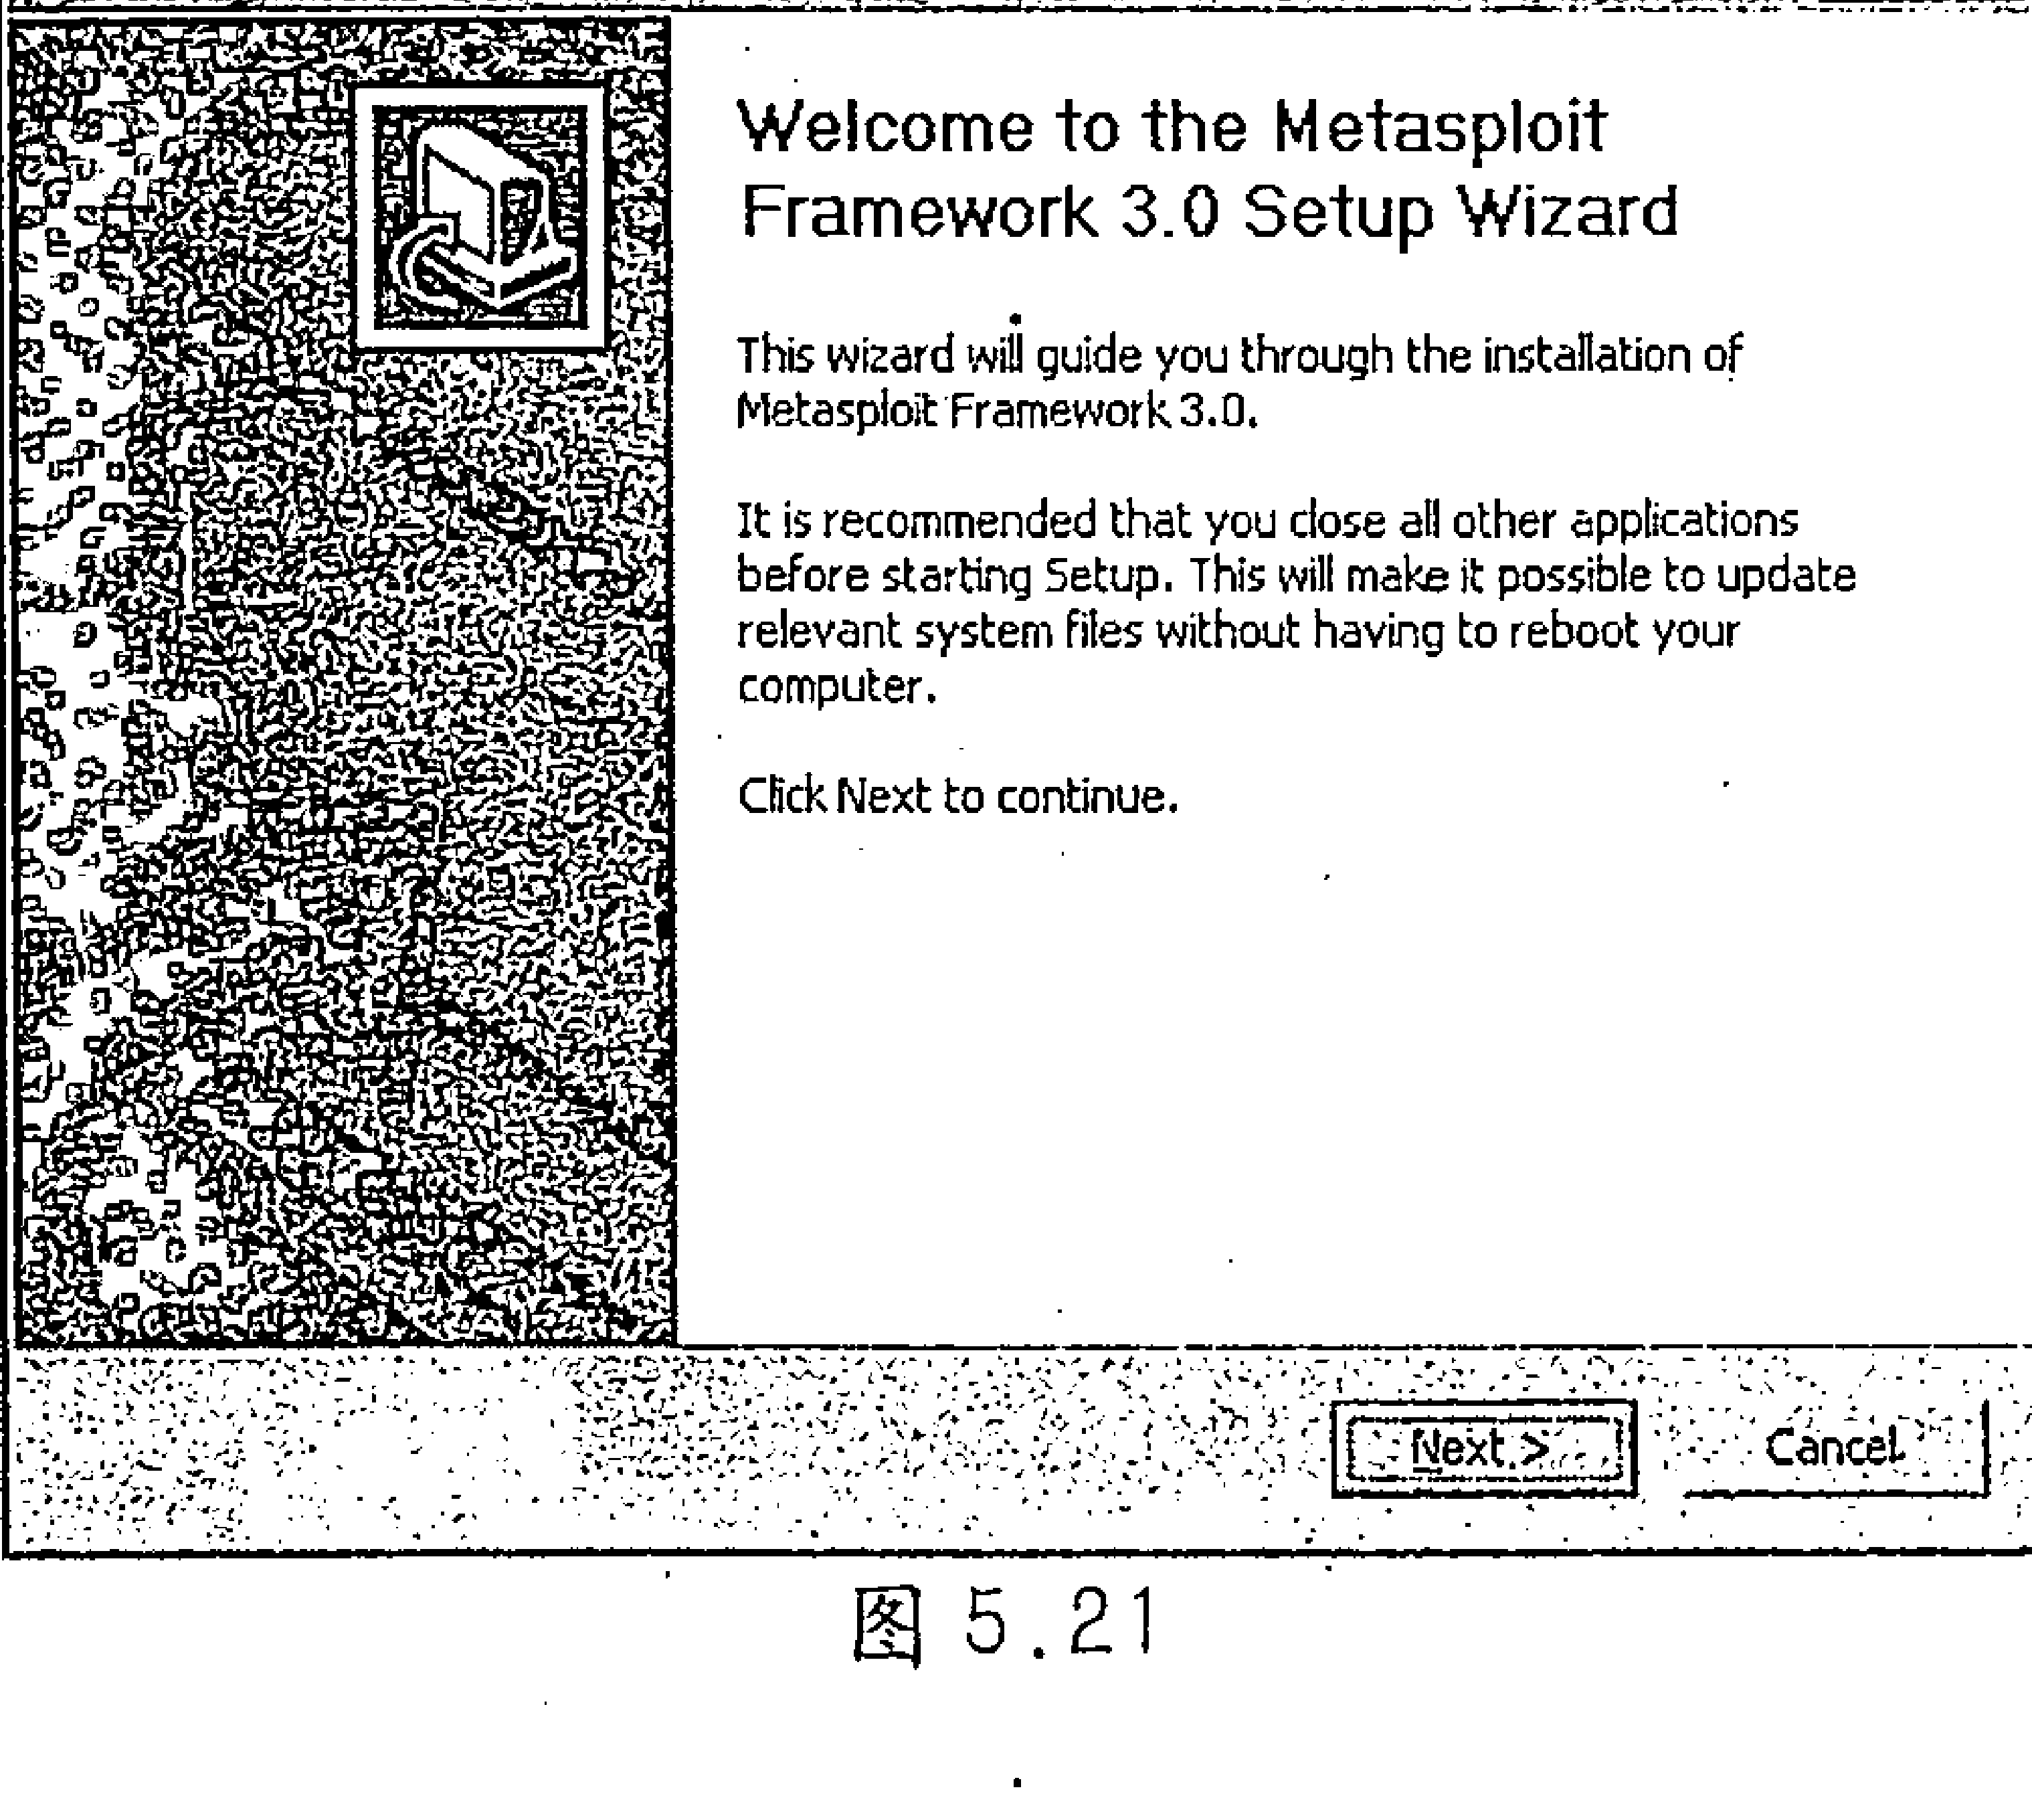 Welcome to the Metasploit
Framework 3.0 Setup Wizard
This wizard will guide you through the installation of
Metasploit Framework 3.0.
It is recommended that you close all other applications
before starting Setup. This will make it possible to update
relevant system files without having to reboot your
computer.
Click Next to continue.
Next >
Cancel
图 5.21